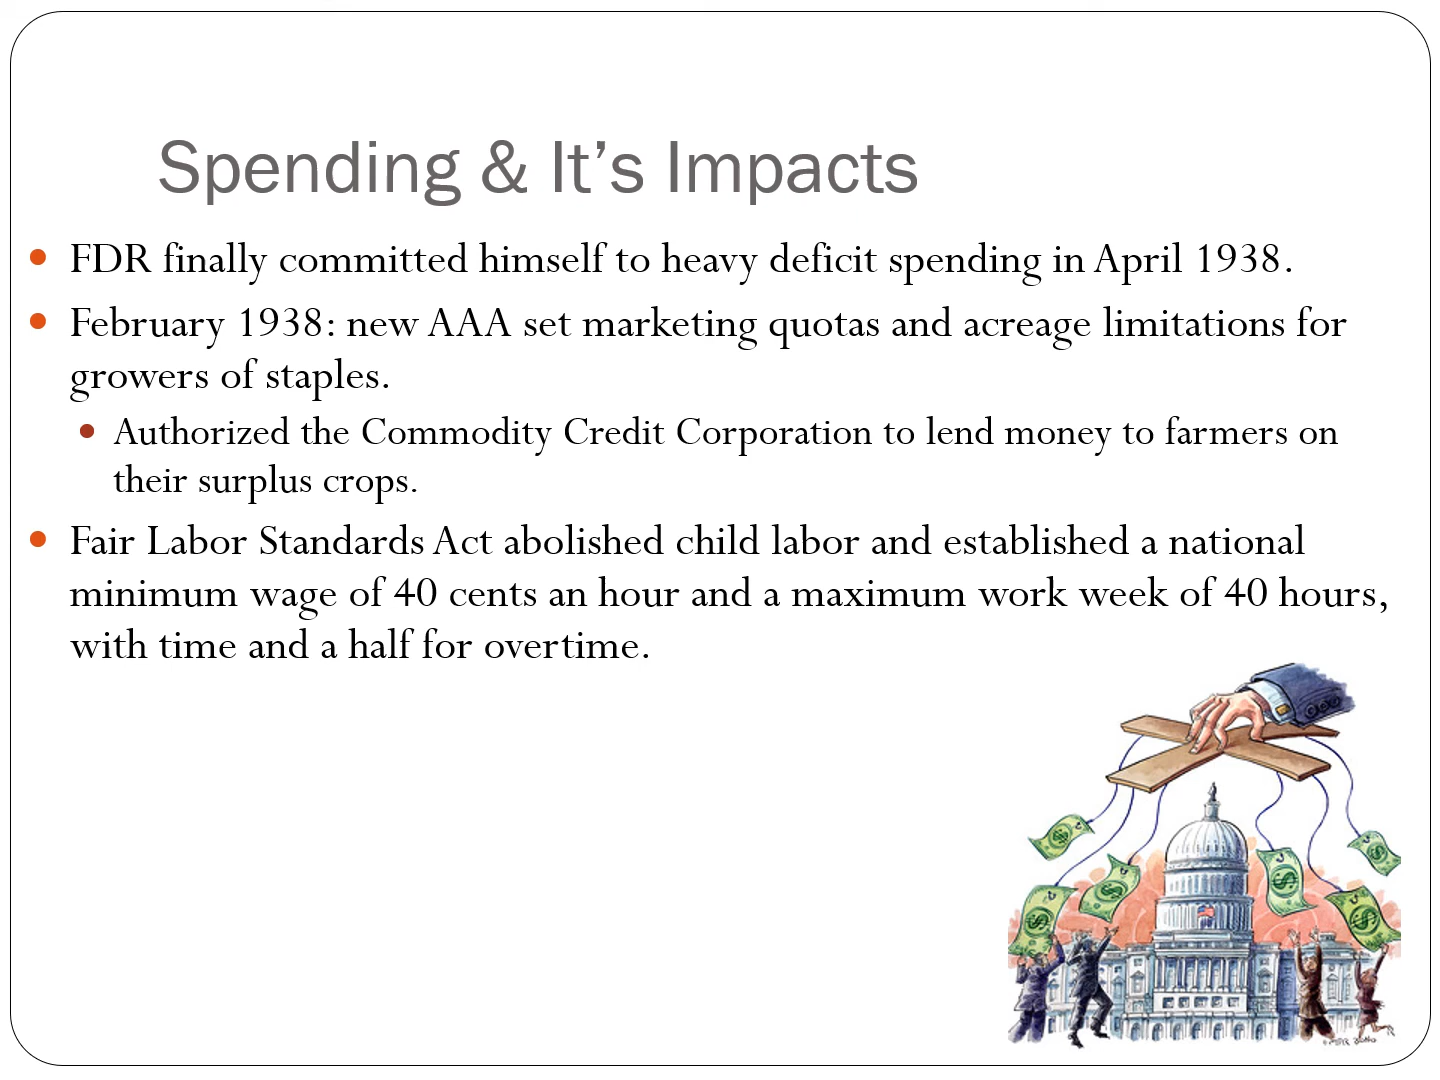 Spending & It’s Impacts
FDR finally committed himself to heavy deficit spending in April 1938.
February 1938: new AAA set marketing quotas and acreage limitations for
growers of staples.
Authorized the Commodity Credit Corporation to lend money to farmers on
their surplus crops.
Fair Labor Standards Act abolished child labor and established a national
minimum wage of 40 cents an hour and a maximum work week of 40 hours,
with time and a half for overtime.